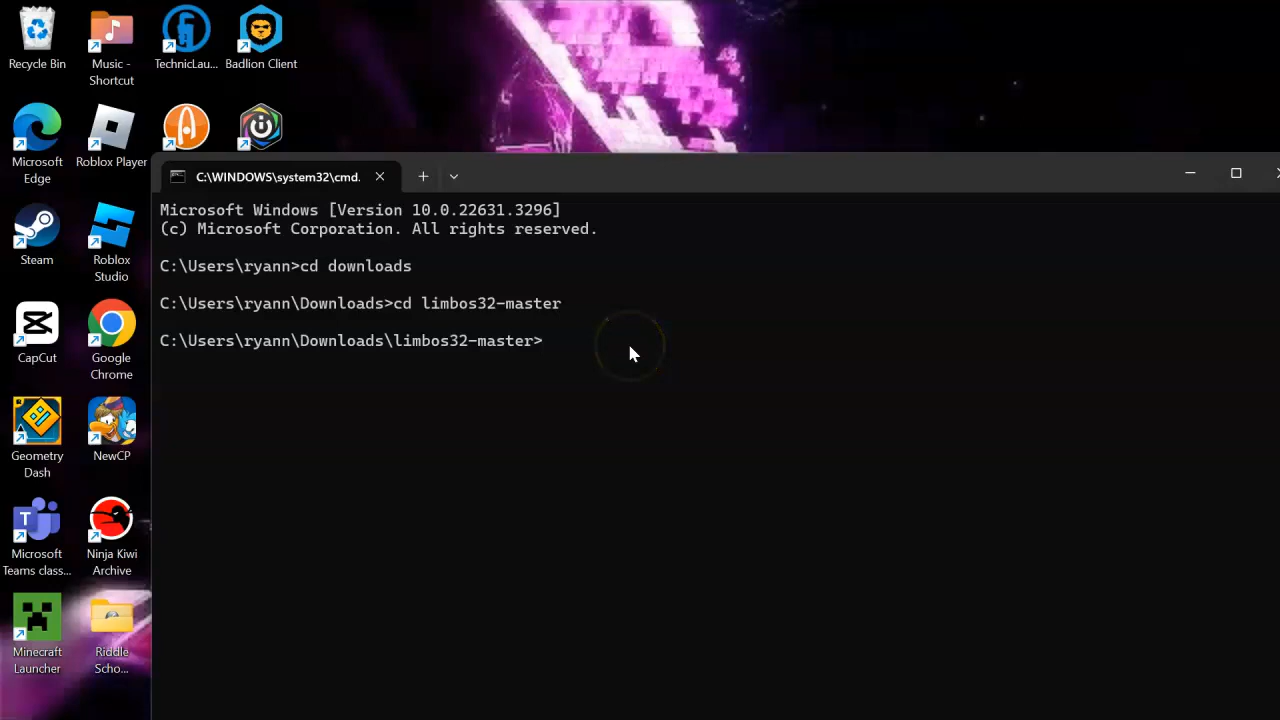 Recycle Bin
Music -
Shortcut
TechnicLau...
Badlion Client
Microsoft
Edge
Roblox Player
Steam
Roblox
Studio
CapCut
Google
Chrome
Geometry
Dash
NewCP
Microsoft
Teams class...
Ninja Kiwi
Archive
Minecraft
Launcher
Riddle
Scho...
C:\WINDOWS\system32\cmd.
Microsoft Windows [Version 10.0.22631.3296]
(c) Microsoft Corporation. All rights reserved.
C:\Users\ryann>cd downloads
C:\Users\ryann\Downloads>cd limbos32-master
C:\Users\ryann\Downloads\limbos32-master>